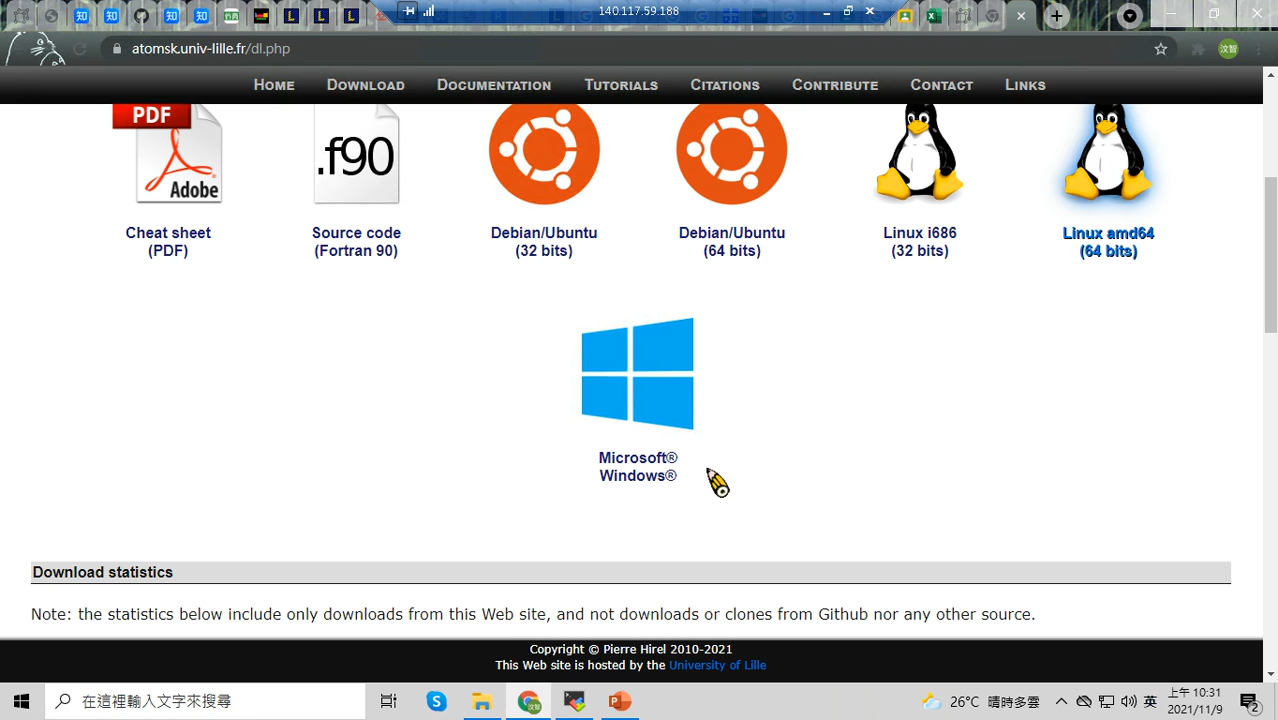 140.117.59.188
atomsk.univ-lille.fr/dl.php
汶智
HOME DOWNLOAD DOCUMENTATION TUTORIALS CITATIONS CONTRIBUTE CONTACT LINKS
PDF
Adobe
.f90
Cheat sheet
(PDF)
Source code
(Fortran 90)
Debian/Ubuntu
(32 bits)
Debian/Ubuntu
(64 bits)
Linux i686
(32 bits)
Linux amd64
(64 bits)
Microsoft®
Windows®
Download statistics
Note: the statistics below include only downloads from this Web site, and not downloads or clones from Github nor any other source.
Copyright © Pierre Hirel 2010-2021
This Web site is hosted by the University of Lille
在這裡輸入文字來搜尋
26°C 晴時多雲
英
上午 10:31
2021/11/9
2